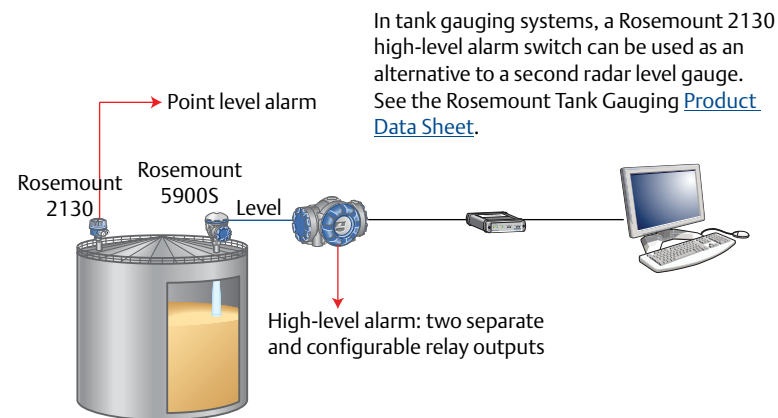 In tank gauging systems, a Rosemount 2130
high-level alarm switch can be used as an
alternative to a second radar level gauge.
See the Rosemount Tank Gauging Product
Data Sheet.
Point level alarm
Rosemount
2130
Rosemount
5900S
Level
High-level alarm: two separate
and configurable relay outputs